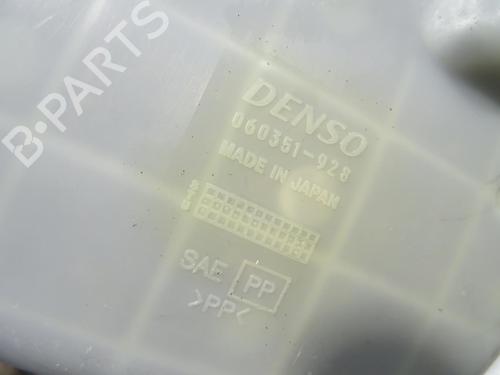 B-PARTS
DENSO
060351-928
MADE IN JAPAN
SAE PP
>PP<